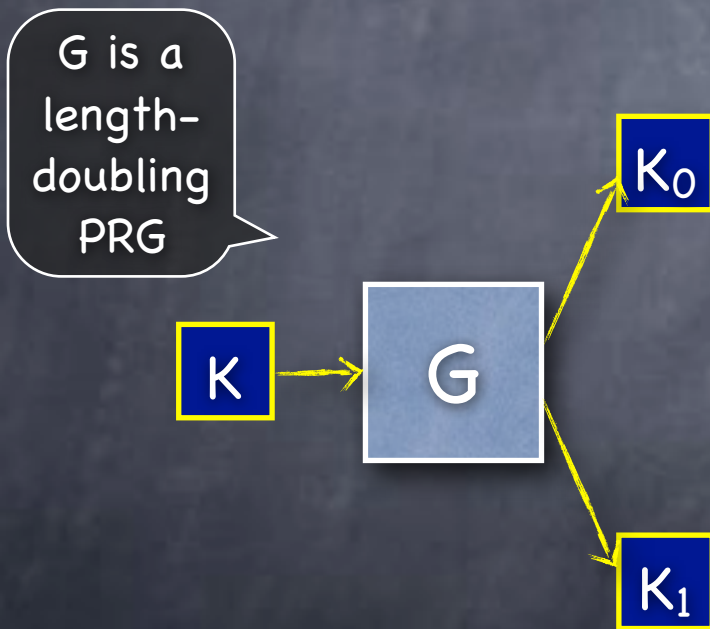 G is a
length-
doubling
PRG
K₀
K
G
K₁